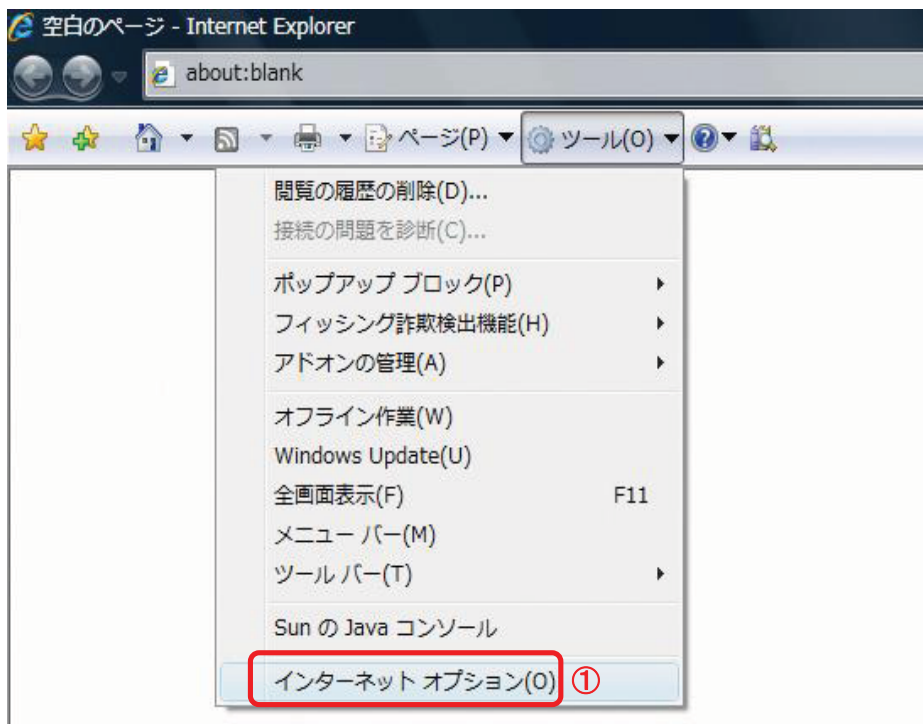 空白のページ - Internet Explorer
about:blank
ページ(P) ツール(O)
閲覧の履歴の削除(D)...
接続の問題を診断(C)...
ポップアップ ブロック(P)
フィッシング詐欺検出機能(H)
アドオンの管理(A)
オフライン作業(W)
Windows Update(U)
全画面表示(F) F11
メニュー バー(M)
ツール バー(T)
Sun の Java コンソール
インターネット オプション(O) ①